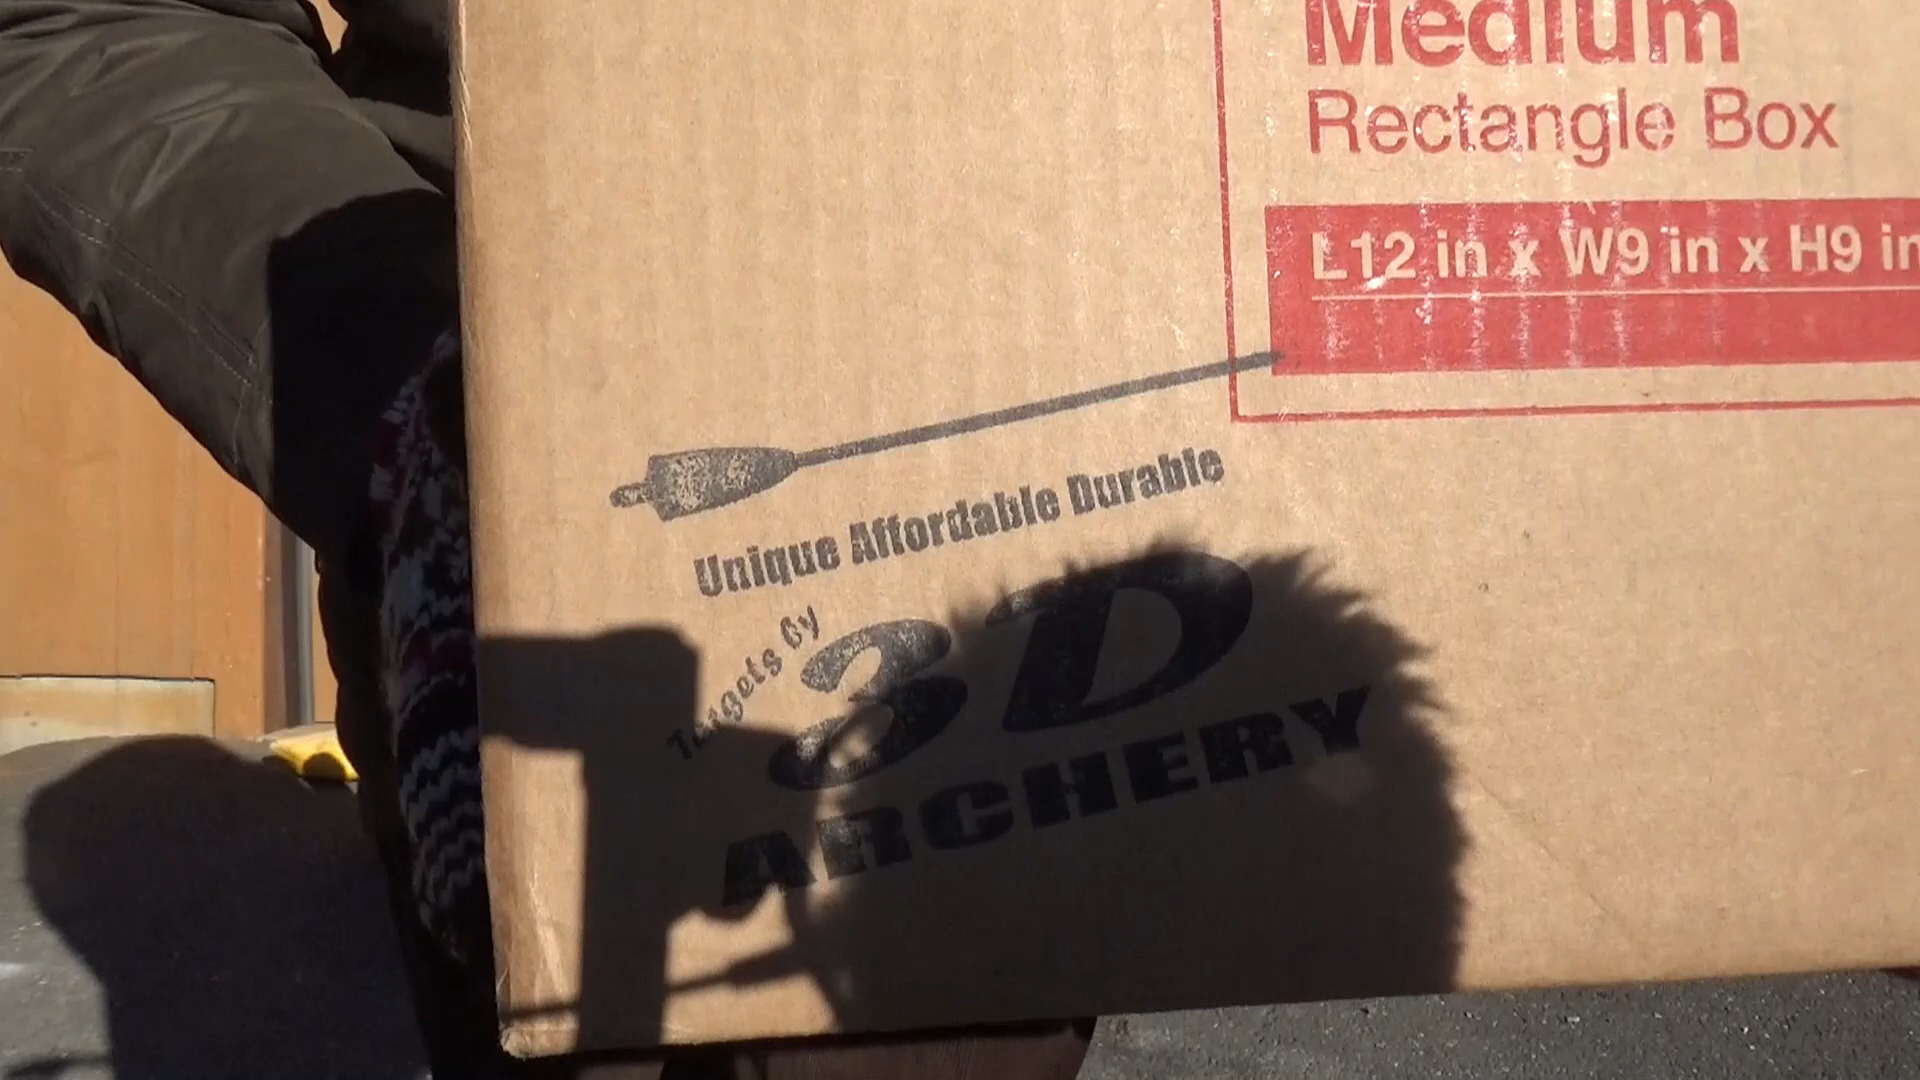 Medium
Rectangle Box
L12 in x W9 in x H9 in
Unique Affordable Durable
Targets By
3D
ARCHERY